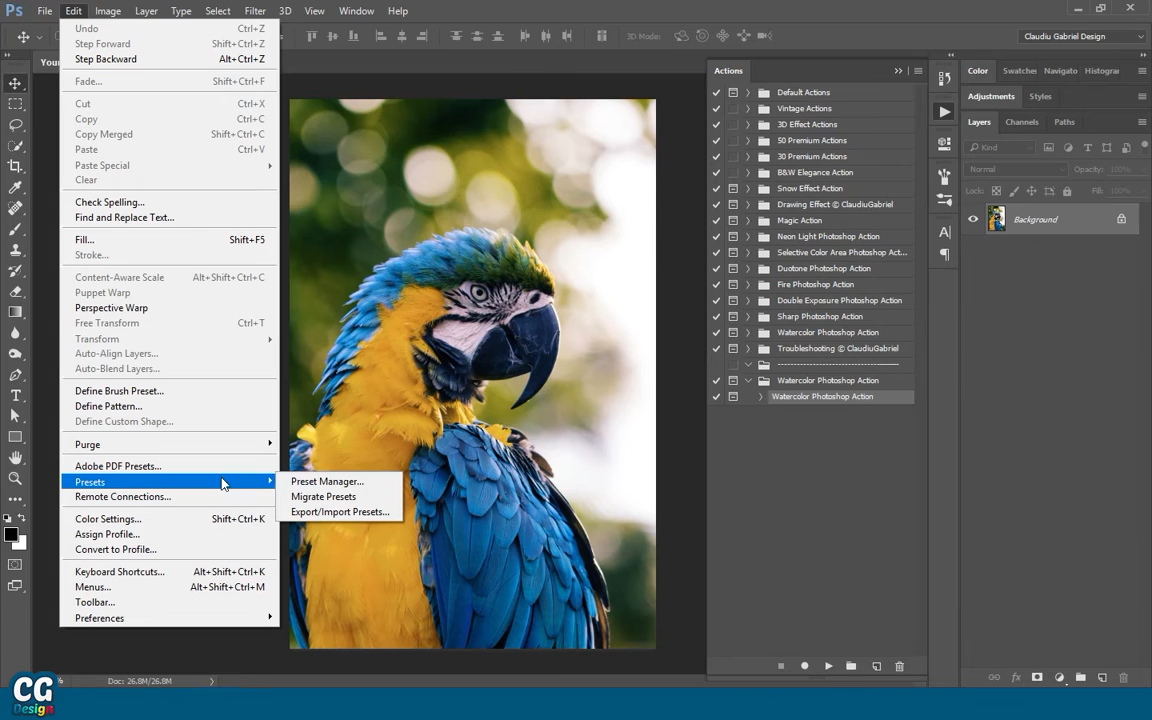 Ps File Edit Image Layer Type Select Filter 3D View Window Help
3D Mode:
Claudiu Gabriel Design
You
Undo Ctrl+Z
Step Forward Shift+Ctrl+Z
Step Backward Alt+Ctrl+Z
Fade... Shift+Ctrl+F
Cut Ctrl+X
Copy Ctrl+C
Copy Merged Shift+Ctrl+C
Paste Ctrl+V
Paste Special
Clear
Check Spelling...
Find and Replace Text...
Fill... Shift+F5
Stroke...
Content-Aware Scale Alt+Shift+Ctrl+C
Puppet Warp
Perspective Warp
Free Transform Ctrl+T
Transform
Auto-Align Layers...
Auto-Blend Layers...
Define Brush Preset...
Define Pattern...
Define Custom Shape...
Purge
Adobe PDF Presets...
Presets
Remote Connections...
Color Settings... Shift+Ctrl+K
Assign Profile...
Convert to Profile...
Keyboard Shortcuts... Alt+Shift+Ctrl+K
Menus... Alt+Shift+Ctrl+M
Toolbar...
Preferences
Preset Manager...
Migrate Presets
Export/Import Presets...
Actions
Default Actions
Vintage Actions
3D Effect Actions
50 Premium Actions
30 Premium Actions
B&W Elegance Action
Snow Effect Action
Drawing Effect © ClaudiuGabriel
Magic Action
Neon Light Photoshop Action
Selective Color Area Photoshop Act...
Duotone Photoshop Action
Fire Photoshop Action
Double Exposure Photoshop Action
Sharp Photoshop Action
Watercolor Photoshop Action
Troubleshooting © ClaudiuGabriel
Watercolor Photoshop Action
Watercolor Photoshop Action
Color Swatches Navigato Histogram
Adjustments Styles
Layers Channels Paths
Kind
Normal Opacity: 100%
Lock: Fill: 100%
Background
% Doc: 26.8M/26.8M
CG
Design